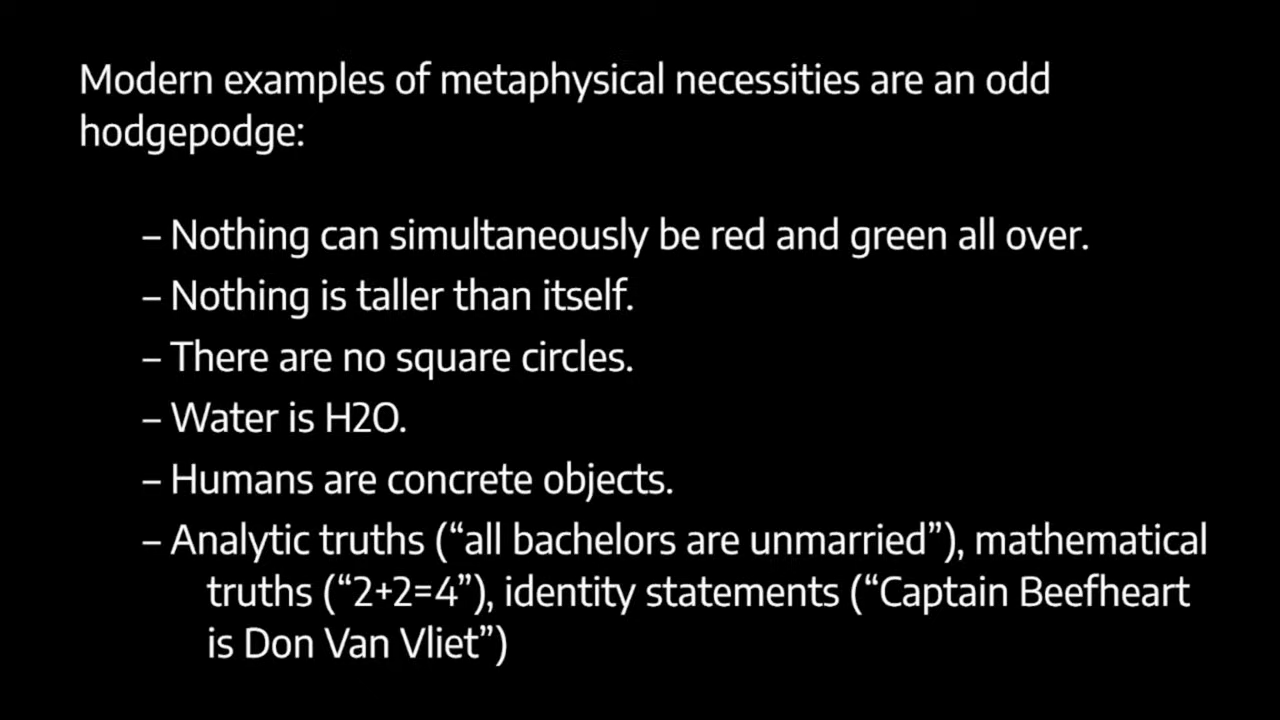 Modern examples of metaphysical necessities are an odd
hodgepodge:
– Nothing can simultaneously be red and green all over.
– Nothing is taller than itself.
– There are no square circles.
– Water is H2O.
– Humans are concrete objects.
– Analytic truths (“all bachelors are unmarried”), mathematical
truths (“2+2=4”), identity statements (“Captain Beefheart
is Don Van Vliet”)